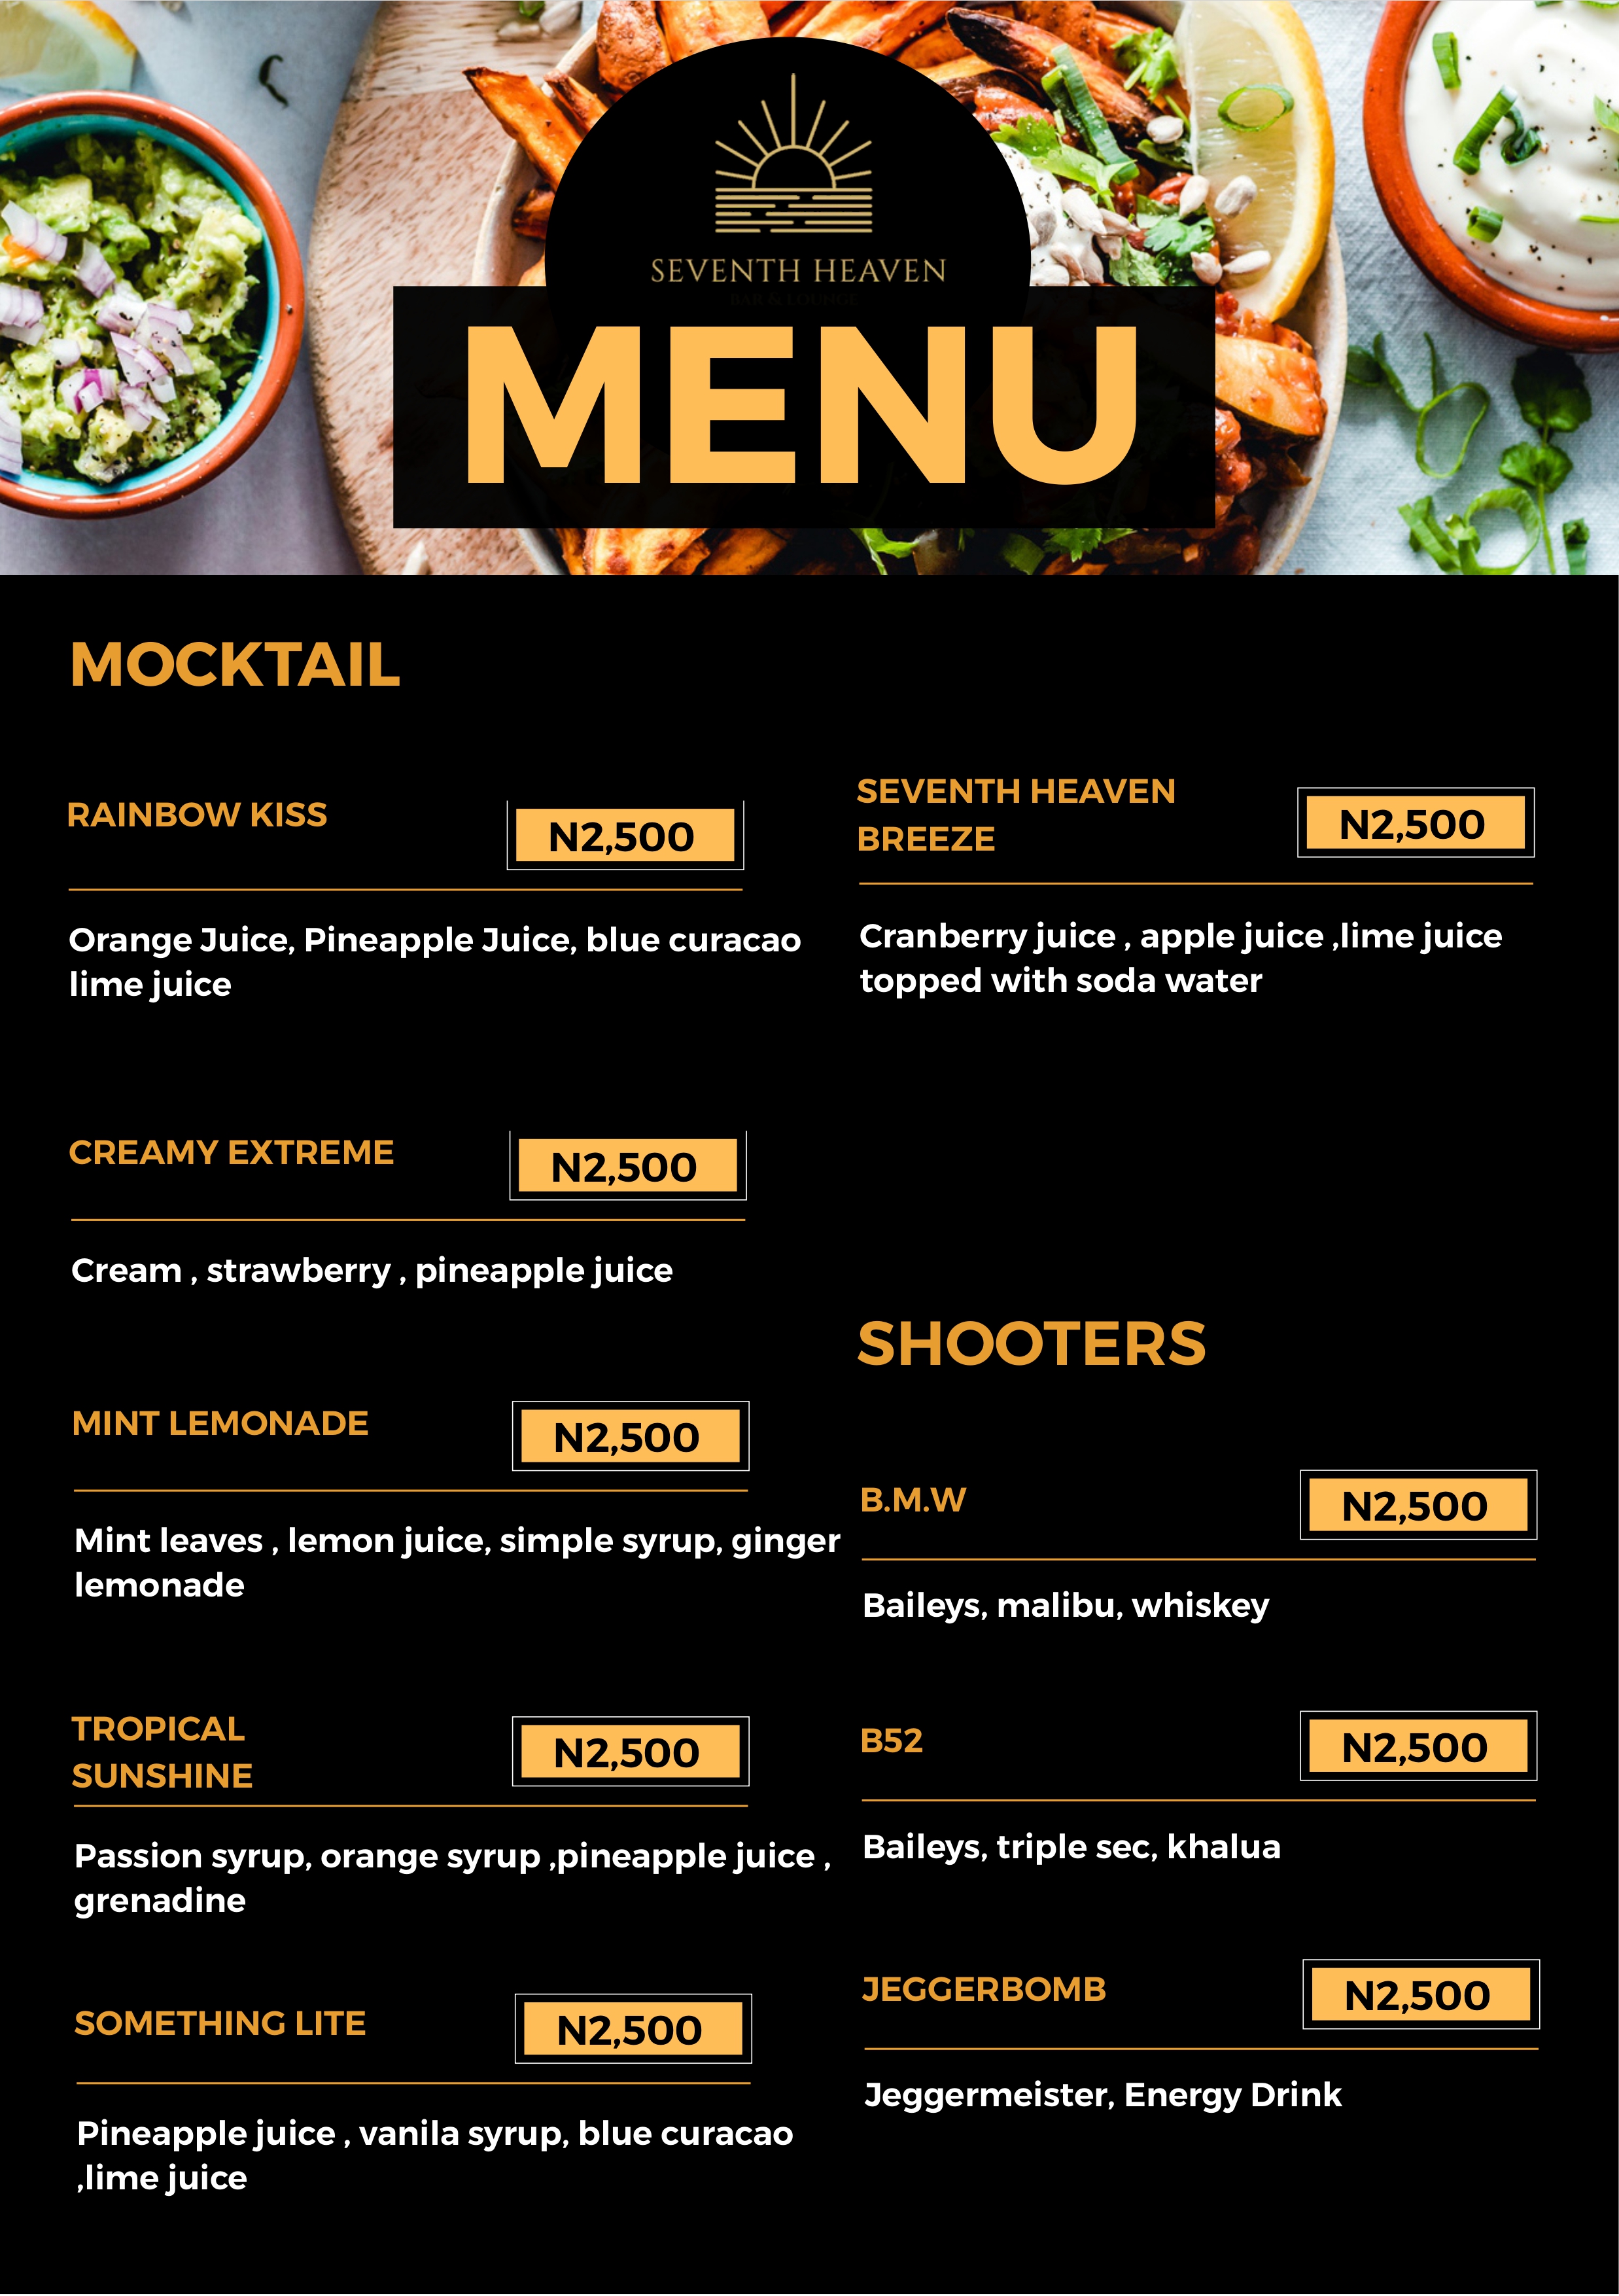 SEVENTH HEAVEN
BAR & LOUNGE
MENU
MOCKTAIL
RAINBOW KISS
N2,500
Orange Juice, Pineapple Juice, blue curacao
lime juice
CREAMY EXTREME
N2,500
Cream , strawberry , pineapple juice
MINT LEMONADE
N2,500
Mint leaves , lemon juice, simple syrup, ginger
lemonade
TROPICAL
SUNSHINE
N2,500
Passion syrup, orange syrup ,pineapple juice ,
grenadine
SOMETHING LITE
N2,500
Pineapple juice , vanila syrup, blue curacao
,lime juice
SEVENTH HEAVEN
BREEZE
N2,500
Cranberry juice , apple juice ,lime juice
topped with soda water
SHOOTERS
B.M.W
N2,500
Baileys, malibu, whiskey
B52
N2,500
Baileys, triple sec, khalua
JEGGERBOMB
N2,500
Jeggermeister, Energy Drink